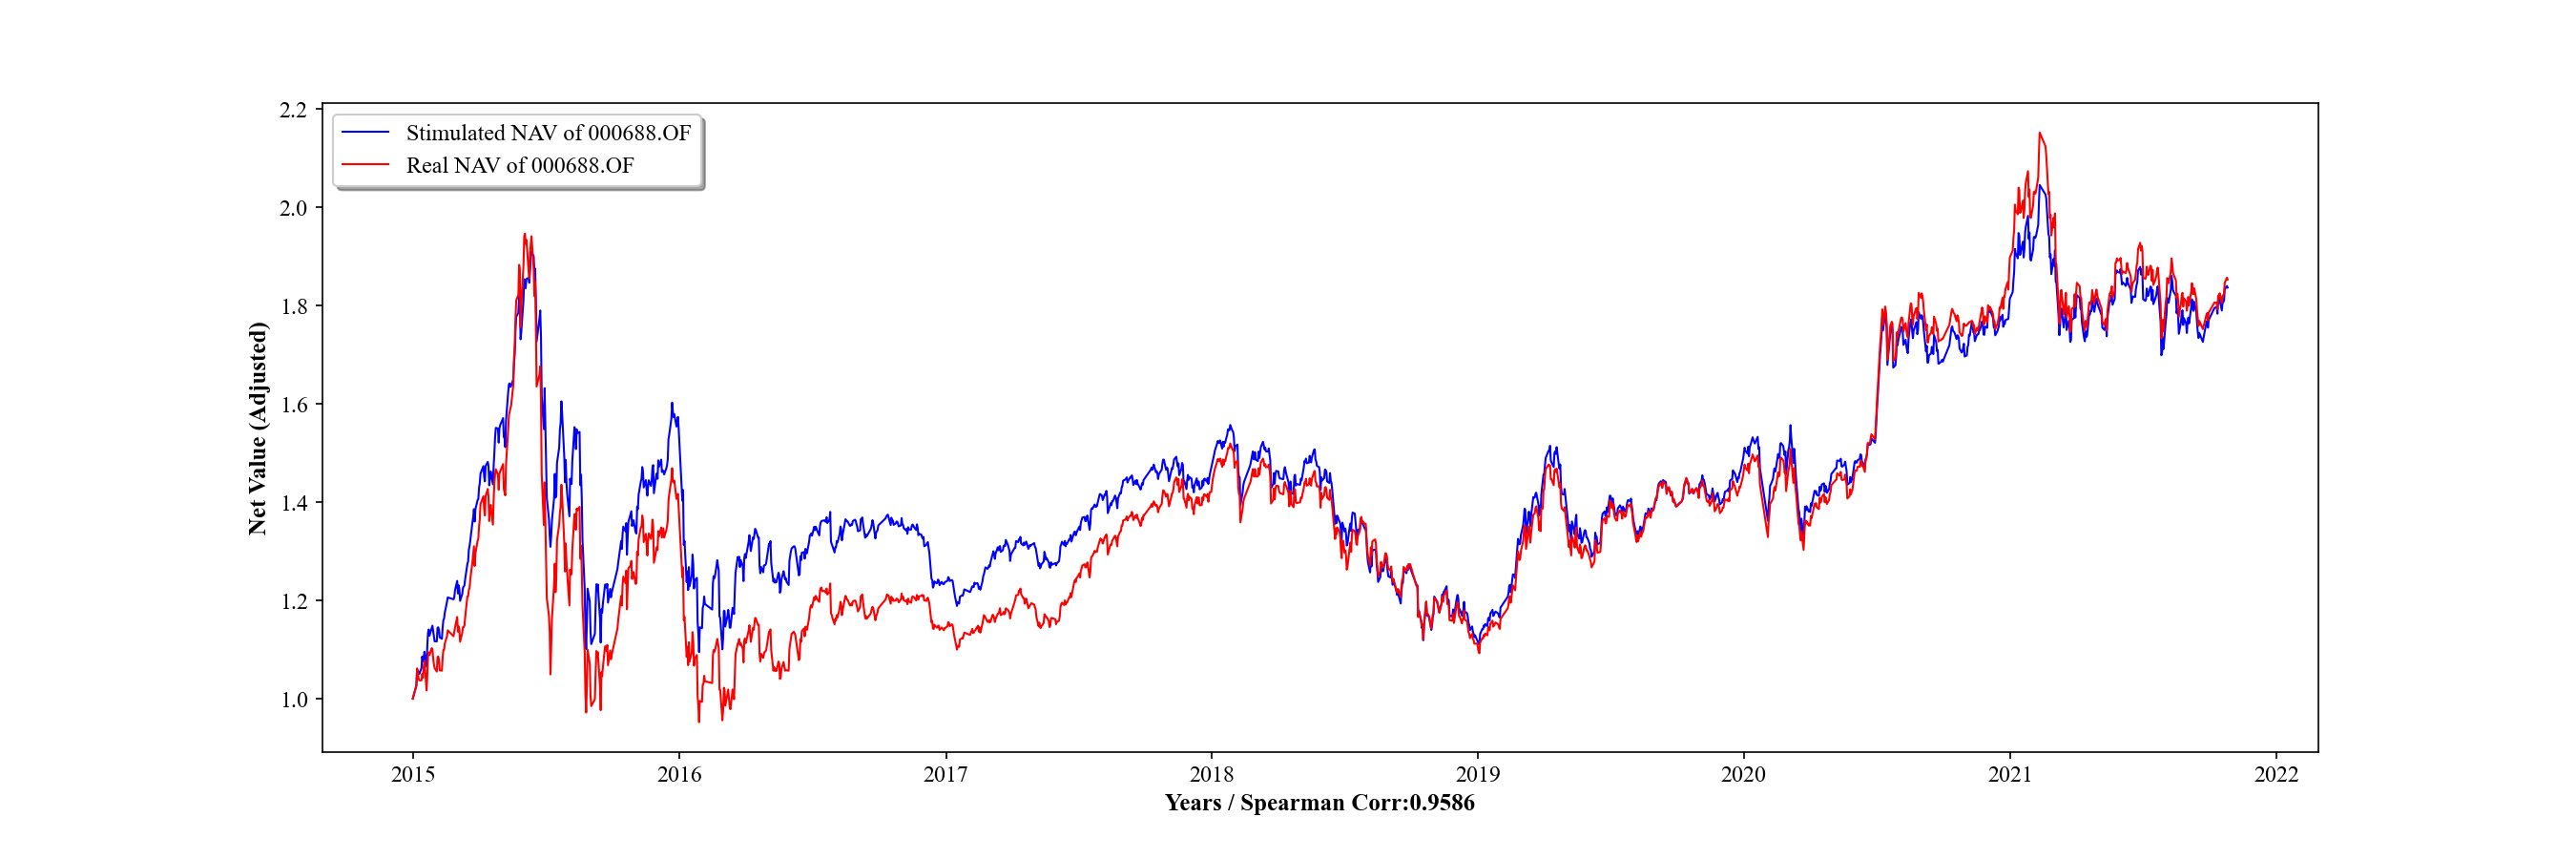 2.2
2.0
1.8
1.6
1.4
1.2
1.0
Net Value (Adjusted)
Stimulated NAV of 000688.OF
Real NAV of 000688.OF
2015 2016 2017 2018 2019 2020 2021 2022
Years / Spearman Corr:0.9586